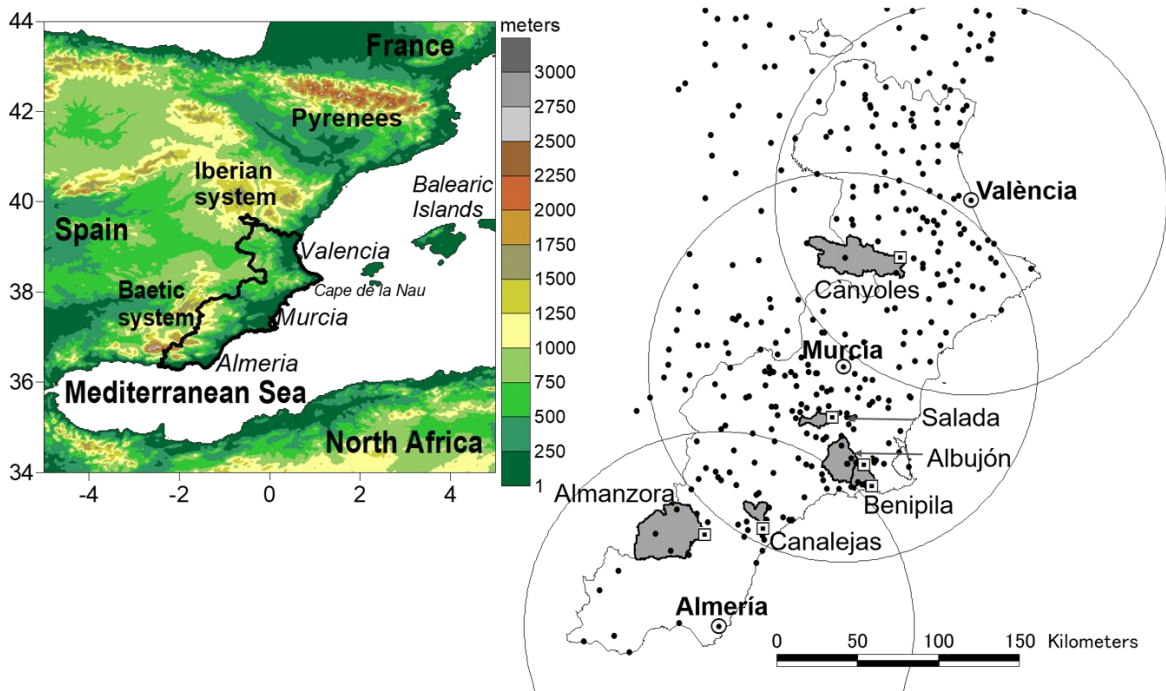 44
42
40
38
36
34
-4
-2
0
2
4
France
Pyrenees
Iberian
system
Balearic
Islands
Spain
Valencia
Cape de la Nau
Baetic
system
Murcia
Almeria
Mediterranean Sea
North Africa
meters
3000
2750
2500
2250
2000
1750
1500
1250
1000
750
500
250
1
València
Cànyoles
Murcia
Salada
Albujón
Almanzora
Benipila
Canalejas
Almería
0 50 100 150 Kilometers